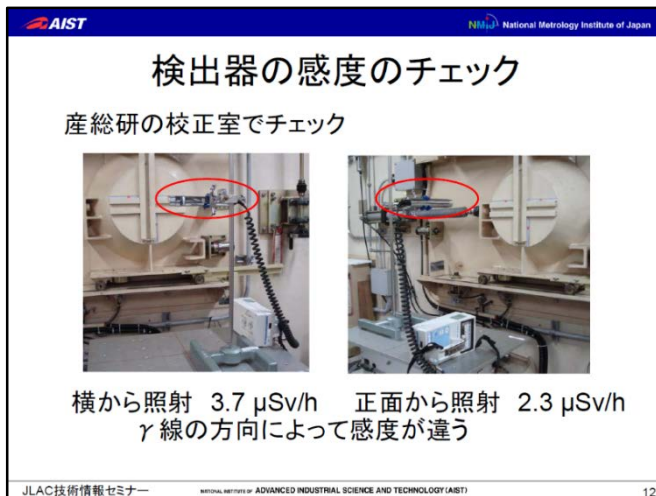 AIST
NMIJ National Metrology Institute of Japan
検出器の感度のチェック
産総研の校正室でチェック
横から照射 3.7 μSv/h
正面から照射 2.3 μSv/h
γ線の方向によって感度が違う
JLAC技術情報セミナー
NATIONAL INSTITUTE OF ADVANCED INDUSTRIAL SCIENCE AND TECHNOLOGY (AIST)
12